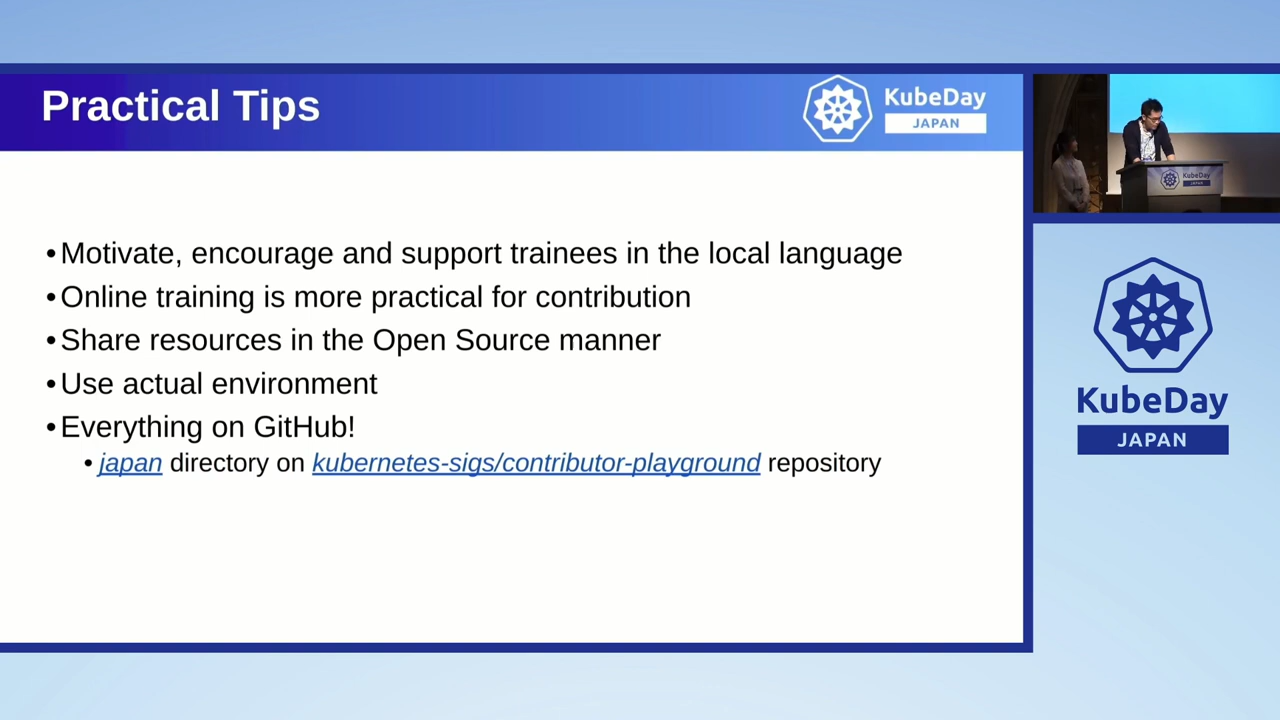 Practical Tips
KubeDay
JAPAN
•Motivate, encourage and support trainees in the local language
•Online training is more practical for contribution
•Share resources in the Open Source manner
•Use actual environment
•Everything on GitHub!
•japan directory on kubernetes-sigs/contributor-playground repository
KubeDay
JAPAN
KubeDay
JAPAN